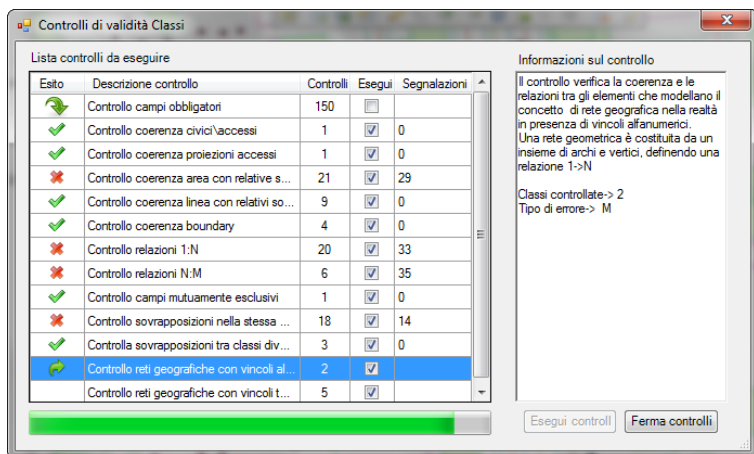 Controlli di validità Classi
Lista controlli da eseguire
Esito Descrizione controllo Controlli Esegui Segnalazioni
Controllo campi obbligatori 150
Controllo coerenza civici\accessi 1 0
Controllo coerenza proiezioni accessi 1 0
Controllo coerenza area con relative s... 21 29
Controllo coerenza linea con relativi so... 9 0
Controllo coerenza boundary 4 0
Controllo relazioni 1:N 20 33
Controllo relazioni N:M 6 35
Controllo campi mutuamente esclusivi 1 0
Controllo sovrapposizioni nella stessa ... 18 14
Controlla sovrapposizioni tra classi div... 3 0
Controllo reti geografiche con vincoli al... 2
Controllo reti geografiche con vincoli t... 5
Informazioni sul controllo
Il controllo verifica la coerenza e le
relazioni tra gli elementi che modellano il
concetto di rete geografica nella realtà
in presenza di vincoli alfanumerici.
Una rete geometrica è costituita da un
insieme di archi e vertici, definendo una
relazione 1->N
Classi controllate-> 2
Tipo di errore-> M
Esegui controll
Ferma controlli